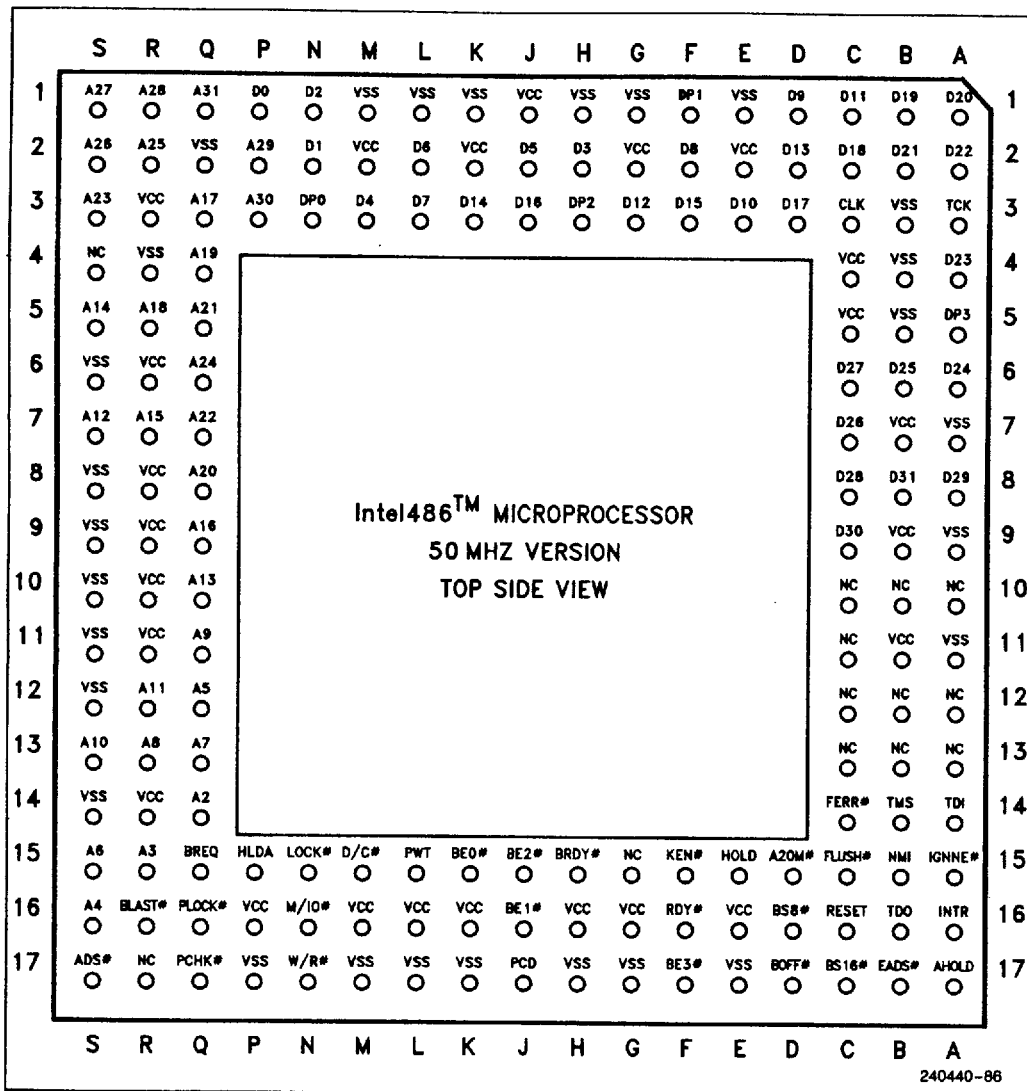 S R Q P N M L K J H G F E D C B A
1 A27 A28 A31 D0 D2 VSS VSS VSS VCC VSS VSS DP1 VSS D9 D11 D19 D20 1
2 A26 A25 VSS A29 D1 VCC D6 VCC D5 D3 VCC D8 VCC D13 D18 D21 D22 2
3 A23 VCC A17 A30 DP0 D4 D7 D14 D16 DP2 D12 D15 D10 D17 CLK VSS TCK 3
4 NC VSS A19 VCC VSS D23 4
5 A14 A18 A21 VCC VSS DP3 5
6 VSS VCC A24 D27 D25 D24 6
7 A12 A15 A22 D26 VCC VSS 7
8 VSS VCC A20 D28 D31 D29 8
Intel486™ MICROPROCESSOR
9 VSS VCC A16 D30 VCC VSS 9
50 MHZ VERSION
TOP SIDE VIEW
10 VSS VCC A13 NC NC NC 10
11 VSS VCC A9 NC VCC VSS 11
12 VSS A11 A5 NC NC NC 12
13 A10 A8 A7 NC NC NC 13
14 VSS VCC A2 FERR# TMS TDI 14
15 A6 A3 BREQ HLDA LOCK# D/C# PWT BE0# BE2# BRDY# NC KEN# HOLD A20M# FLUSH# NMI IGNNE# 15
16 A4 BLAST# PLOCK# VCC M/IO# VCC VCC VCC BE1# VCC VCC RDY# VCC BS8# RESET TDO INTR 16
17 ADS# NC PCHK# VSS W/R# VSS VSS VSS PCD VSS VSS BE3# VSS BOFF# BS16# EADS# AHOLD 17
S R Q P N M L K J H G F E D C B A
240440-86